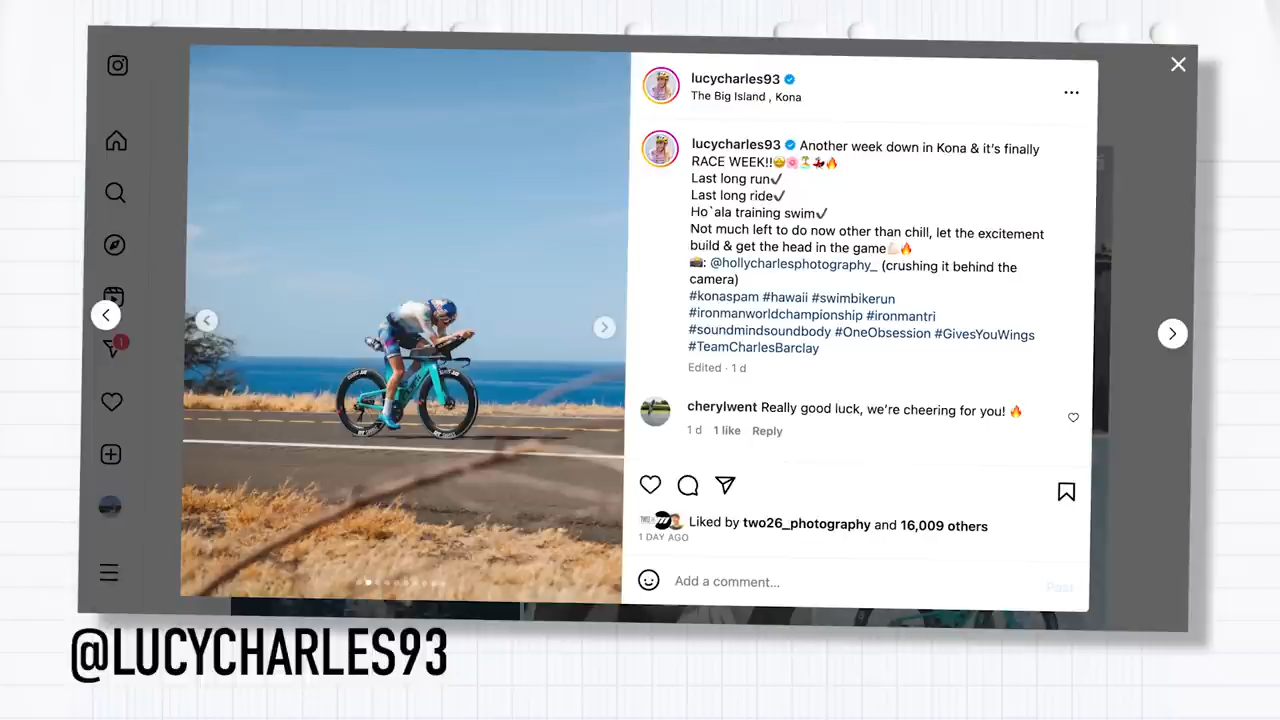 lucycharles93
The Big Island , Kona
lucycharles93 Another week down in Kona & it's finally
RACE WEEK!!🤩🌸🏝️💃🔥
Last long run✔
Last long ride✔
Ho`ala training swim✔
Not much left to do now other than chill, let the excitement
build & get the head in the game💪🏻🔥
📸: @hollycharlesphotography_ (crushing it behind the
camera)
#konaspam #hawaii #swimbikerun
#ironmanworldchampionship #ironmantri
#soundmindsoundbody #OneObsession #GivesYouWings
#TeamCharlesBarclay
Edited · 1 d
cherylwent Really good luck, we're cheering for you! 🔥
1 d 1 like Reply
Liked by two26_photography and 16,009 others
1 DAY AGO
Add a comment...
Post
1
@LUCYCHARLES93